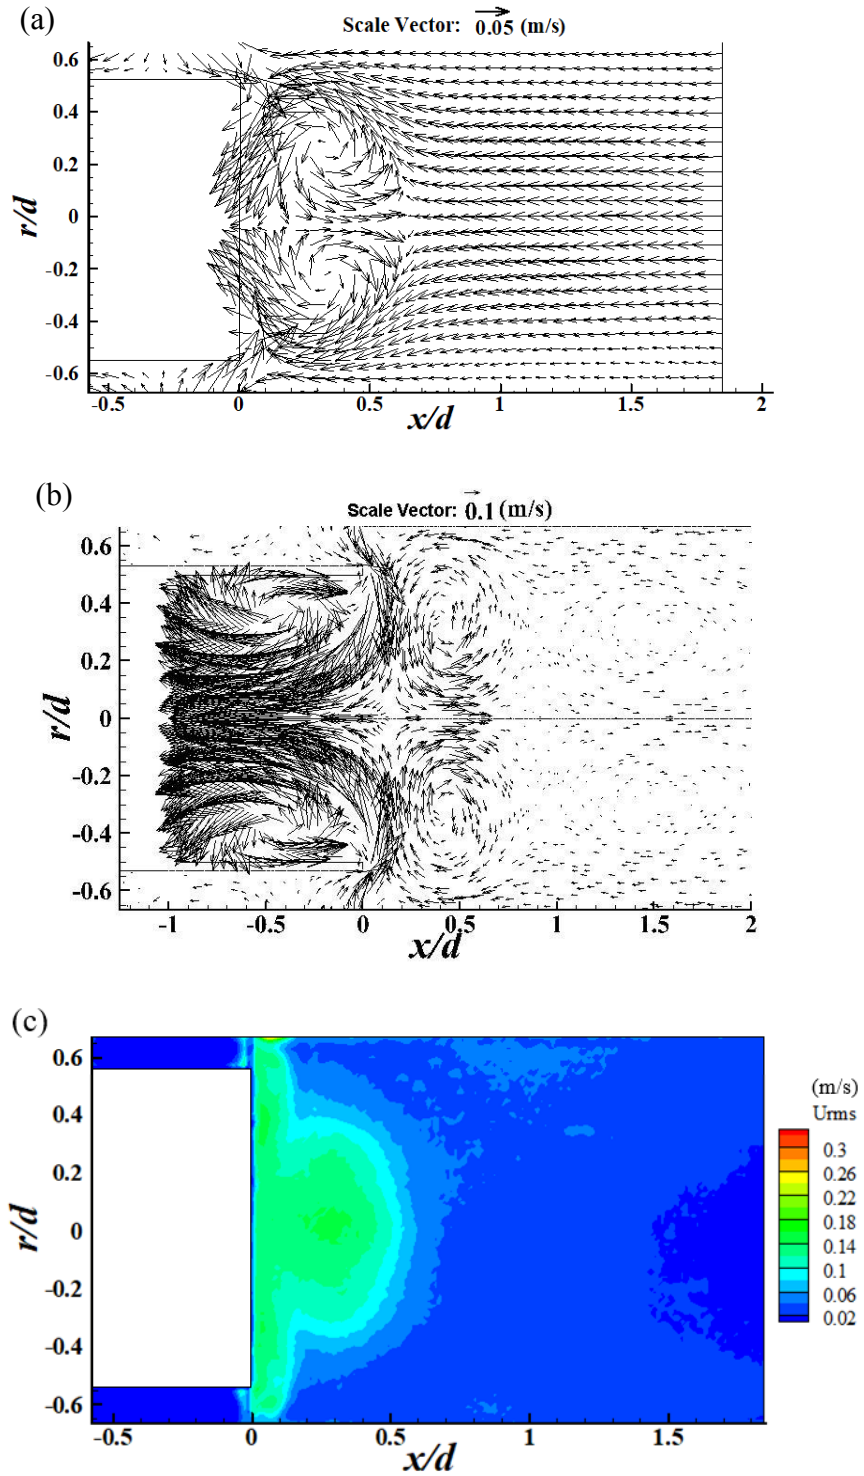 (a)
Scale Vector: 0.05 (m/s)
0.6
0.4
0.2
0
-0.2
-0.4
-0.6
r/d
-0.5 0 0.5 1 1.5 2
x/d
(b)
Scale Vector: 0.1 (m/s)
0.6
0.4
0.2
0
-0.2
-0.4
-0.6
r/d
-1 -0.5 0 0.5 1 1.5 2
x/d
(c)
0.6
0.4
0.2
0
-0.2
-0.4
-0.6
r/d
-0.5 0 0.5 1 1.5
x/d
(m/s)
Urms
0.3
0.26
0.22
0.18
0.14
0.1
0.06
0.02